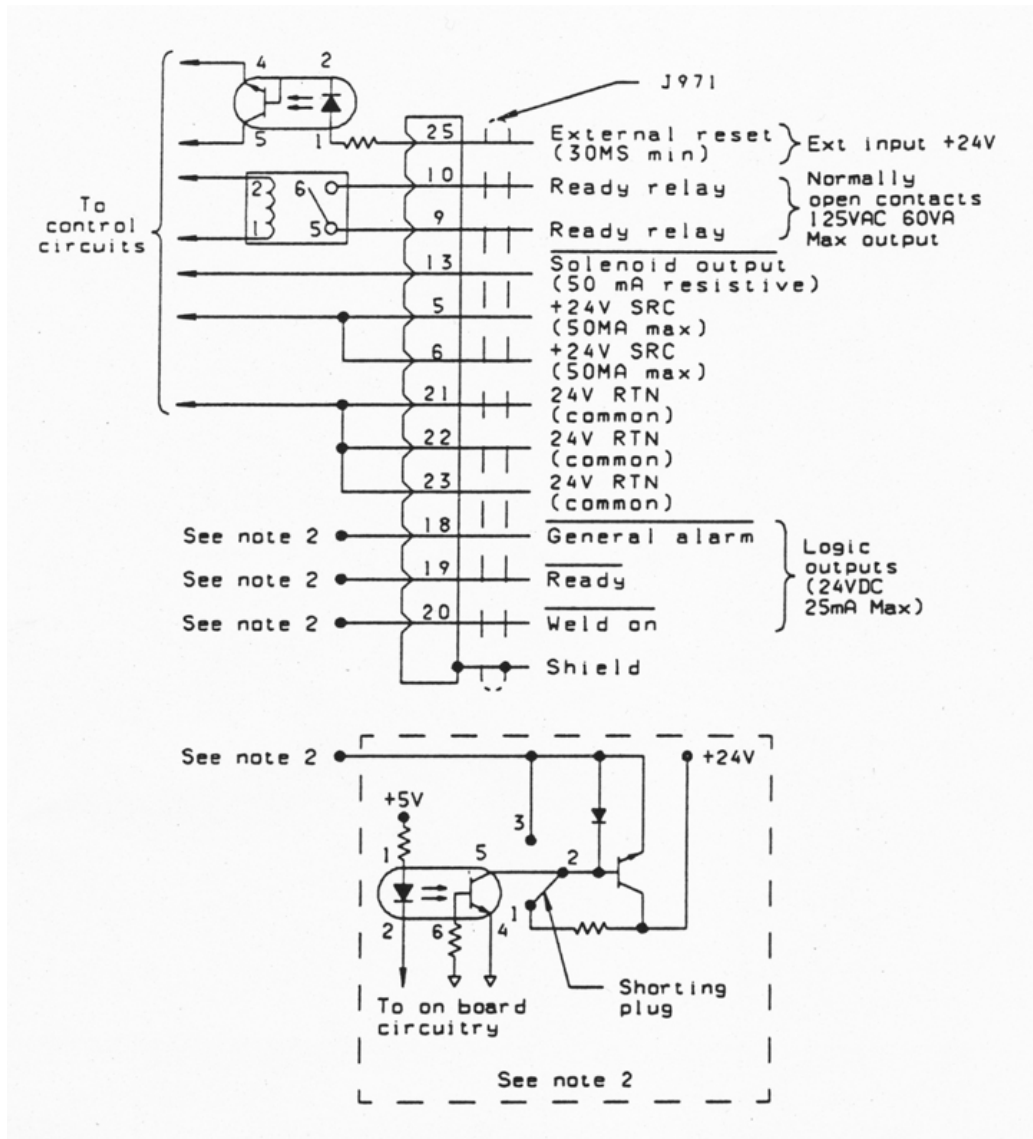 4 2
J971
5 1 25 External reset
(30MS min)
Ext input +24V
2 6 10 Ready relay
1 5 9 Ready relay
Normally
open contacts
125VAC 60VA
Max output
To
control
circuits
13 Solenoid output
(50 mA resistive)
5 +24V SRC
(50MA max)
6 +24V SRC
(50MA max)
21 24V RTN
(common)
22 24V RTN
(common)
23 24V RTN
(common)
See note 2 18 General alarm
See note 2 19 Ready
See note 2 20 Weld on
Logic
outputs
(24VDC
25mA Max)
Shield
See note 2 +24V
+5V
3
1 5 2
1
2 6 4
To on board
circuitry
Shorting
plug
See note 2